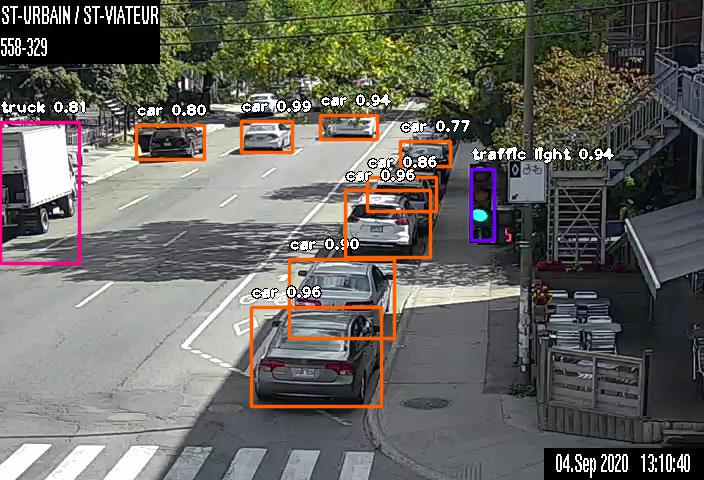 ST-URBAIN / ST-VIATEUR
558-329
truck 0.81
car 0.80
car 0.99
car 0.94
car 0.77
traffic light 0.94
car 0.86
car 0.96
car 0.90
car 0.96
5
04.Sep 2020 13:10:40